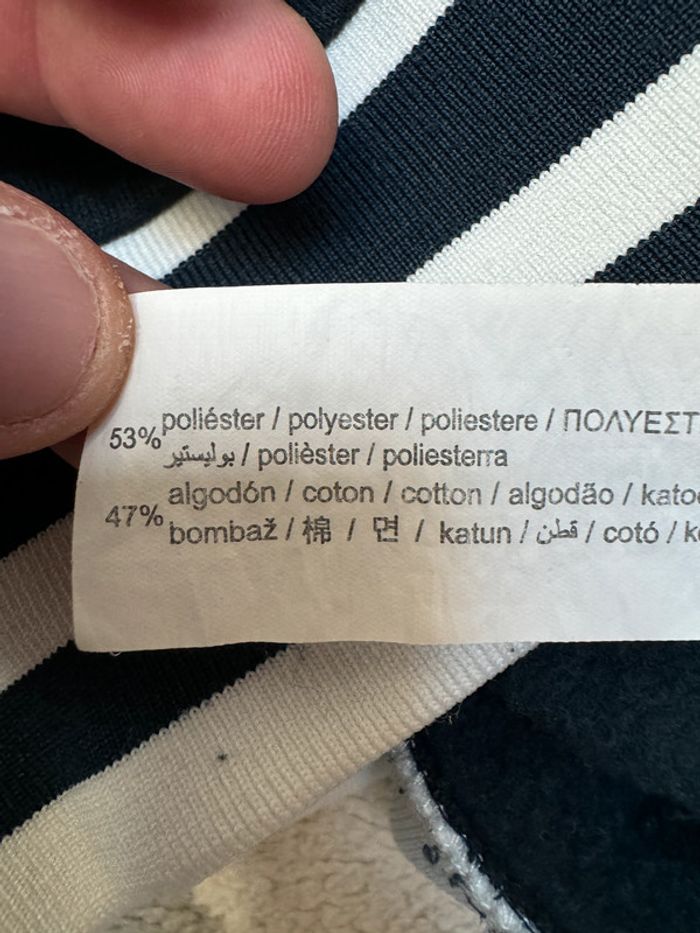 53% poliéster / polyester / poliestere / ΠΟΛΥΕΣΤ
بوليستير / polièster / poliesterra
47% algodón / coton / cotton / algodão / kato
bombaž / 棉 / 면 / katun / قطن / cotó / k